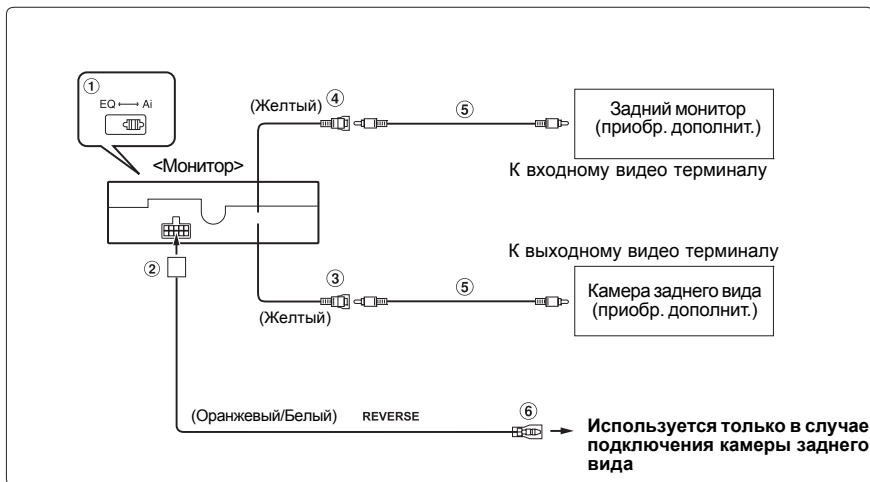 ①
EQ ⟷ Ai
<Монитор>
(Желтый)
④
⑤
Задний монитор
(приобр. дополнит.)
К входному видео терминалу
②
③
(Желтый)
⑤
К выходному видео терминалу
Камера заднего вида
(приобр. дополнит.)
(Оранжевый/Белый)
REVERSE
⑥
Используется только в случае
подключения камеры заднего
вида